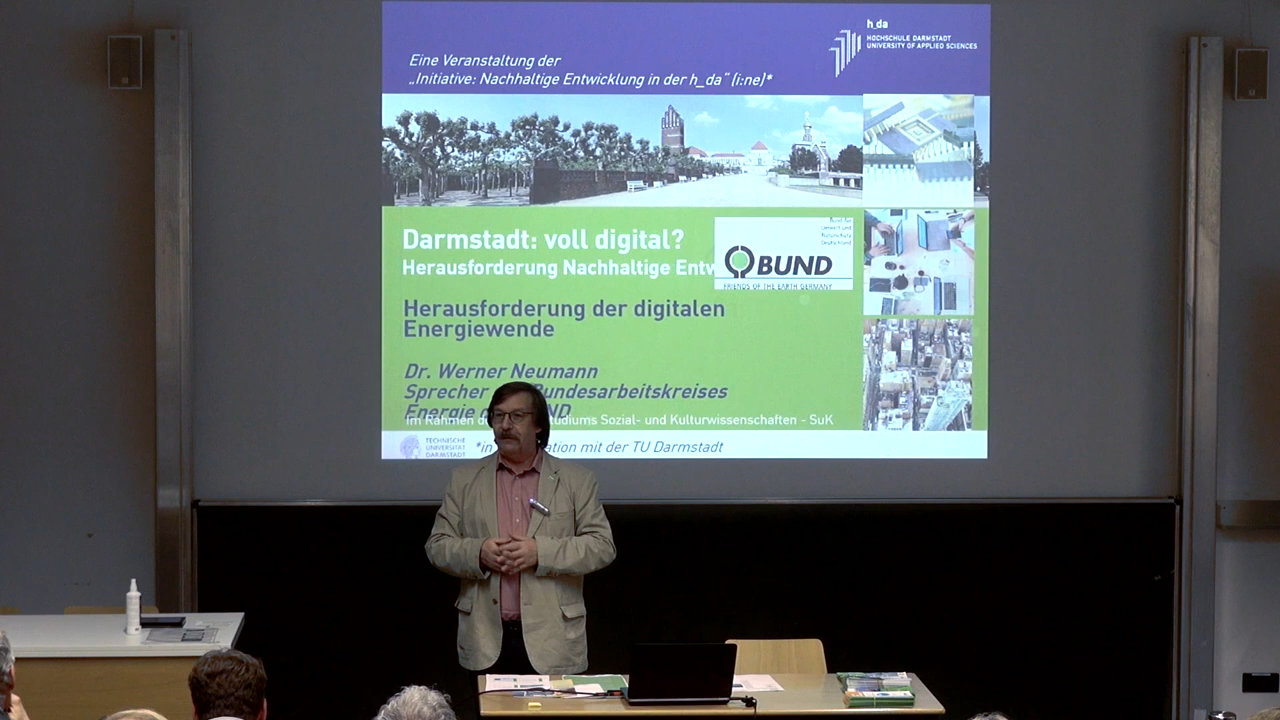 h_da
HOCHSCHULE DARMSTADT
UNIVERSITY OF APPLIED SCIENCES
Eine Veranstaltung der
„Initiative: Nachhaltige Entwicklung in der h_da“ (i:ne)*
Darmstadt: voll digital?
Herausforderung Nachhaltige Entw
BUND
FRIENDS OF THE EARTH GERMANY
Herausforderung der digitalen
Energiewende
Dr. Werner Neumann
Sprecher Bundesarbeitskreises
Energie
im Rahmen tudiums Sozial- und Kulturwissenschaften - SuK
TECHNISCHE
UNIVERSITÄT
DARMSTADT
*in ation mit der TU Darmstadt